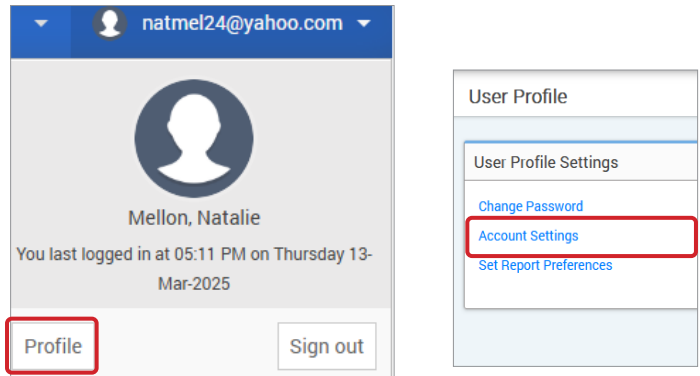 natmel24@yahoo.com
Mellon, Natalie
You last logged in at 05:11 PM on Thursday 13-
Mar-2025
Profile
Sign out
User Profile
User Profile Settings
Change Password
Account Settings
Set Report Preferences